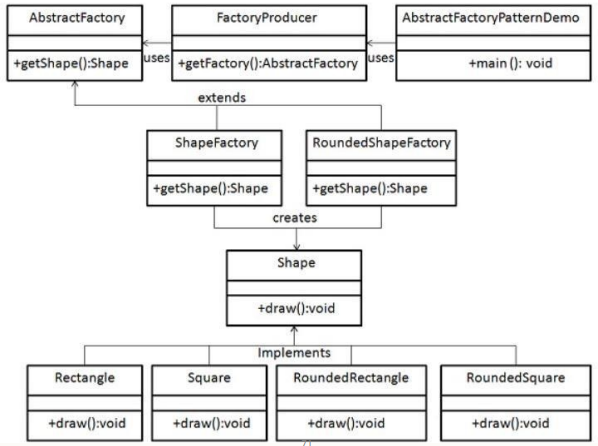 AbstractFactory
+getShape():Shape
uses
FactoryProducer
+getFactory():AbstractFactory
uses
AbstractFactoryPatternDemo
+main (): void
extends
ShapeFactory
+getShape():Shape
RoundedShapeFactory
+getShape():Shape
creates
Shape
+draw():void
Implements
Rectangle
+draw():void
Square
+draw():void
RoundedRectangle
+draw():void
RoundedSquare
+draw():void